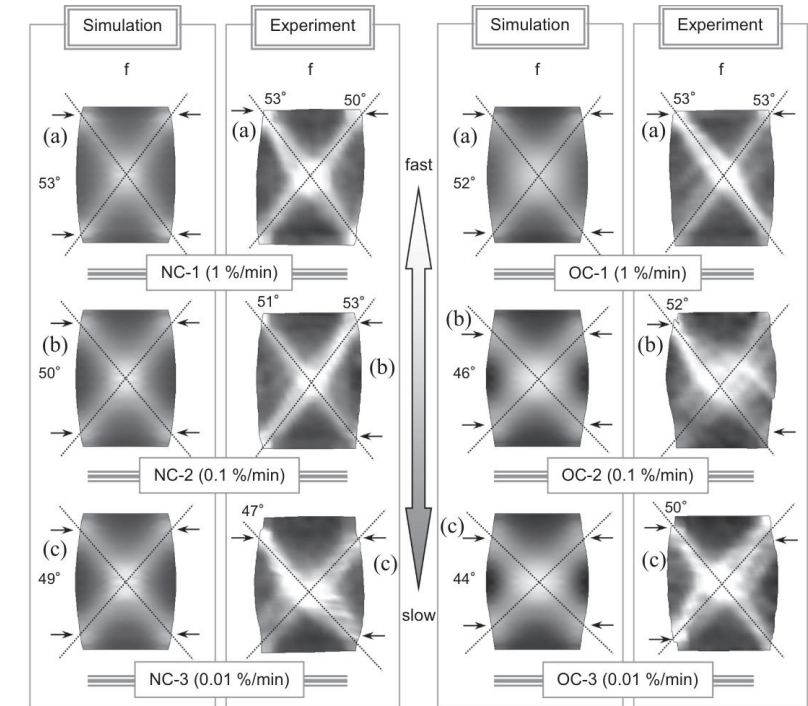 Simulation
Experiment
Simulation
Experiment
f
f
f
f
53˚
50˚
53˚
53˚
(a)
(a)
(a)
(a)
53˚
fast
52˚
NC-1 (1 %/min)
OC-1 (1 %/min)
51˚
53˚
52˚
(b)
(b)
(b)
(b)
50˚
46˚
NC-2 (0.1 %/min)
OC-2 (0.1 %/min)
47˚
50˚
(c)
(c)
(c)
(c)
49˚
44˚
slow
NC-3 (0.01 %/min)
OC-3 (0.01 %/min)